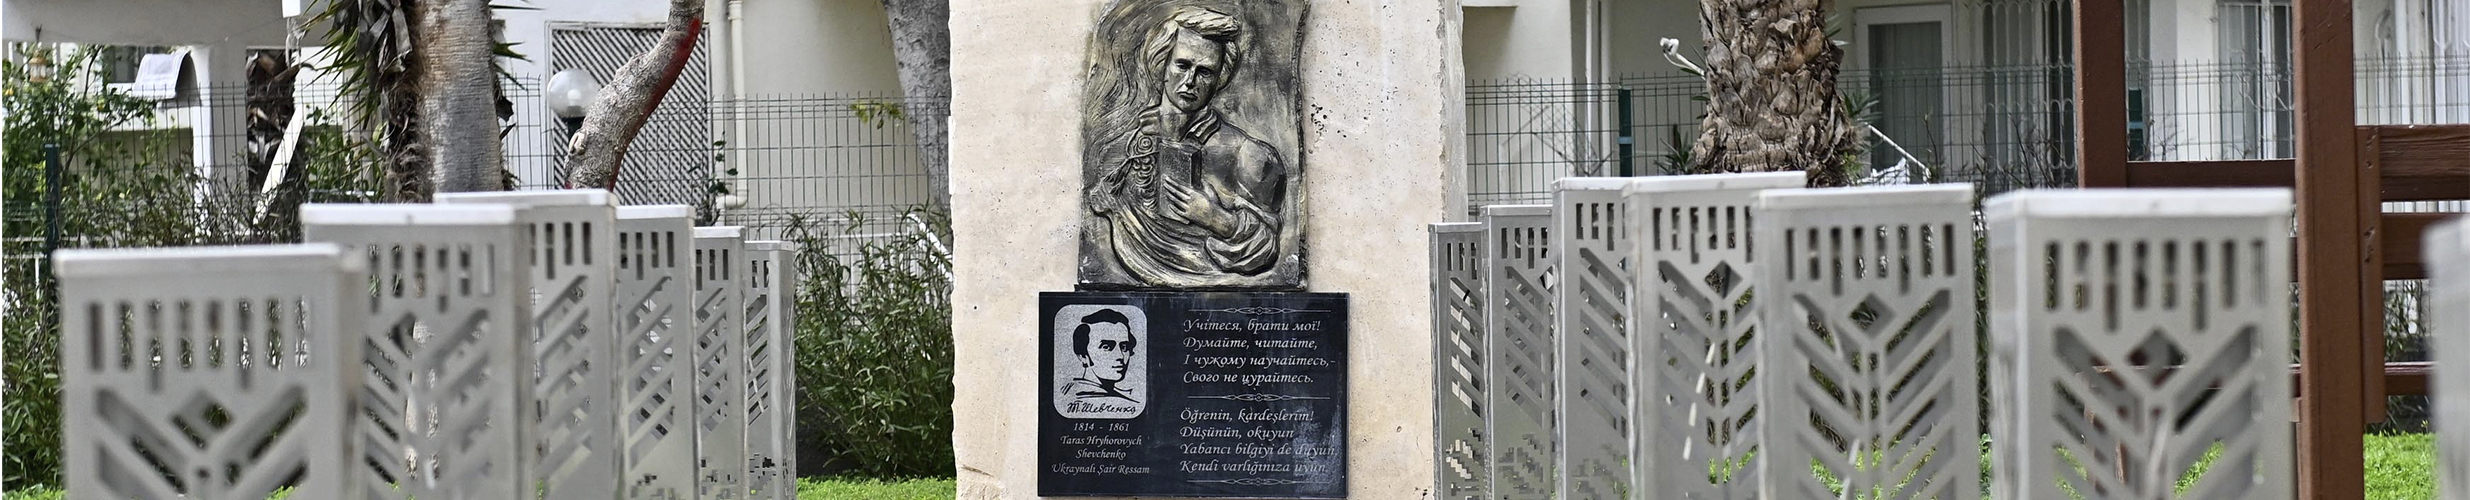 Т.Шевченко
1814 - 1861
Taras Hryhorovych
Shevchenko
Ukraynalı Şair Ressam
Учітеся, брати мої!
Думайте, читайте,
І чужому научайтесь,-
Свого не цурайтесь.
Öğrenin, kardeşlerim!
Düşünün, okuyun
Yabancı bilgiyi de duyun,
Kendi varlığınıza uyun.